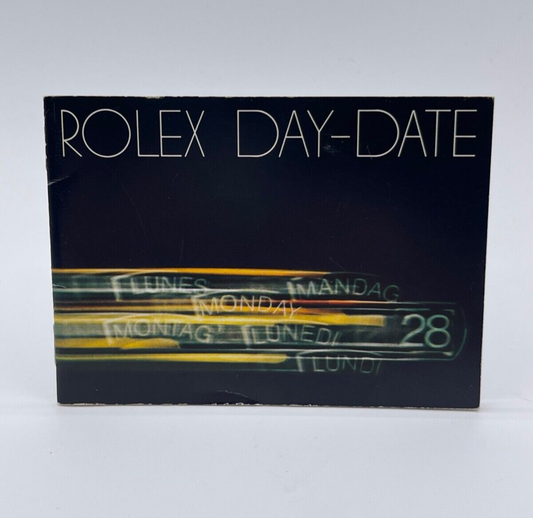 ROLEX DAY-DATE
LUNES MANDAG
MONDAY
MONTAG LUNEDI 28
LUNDI